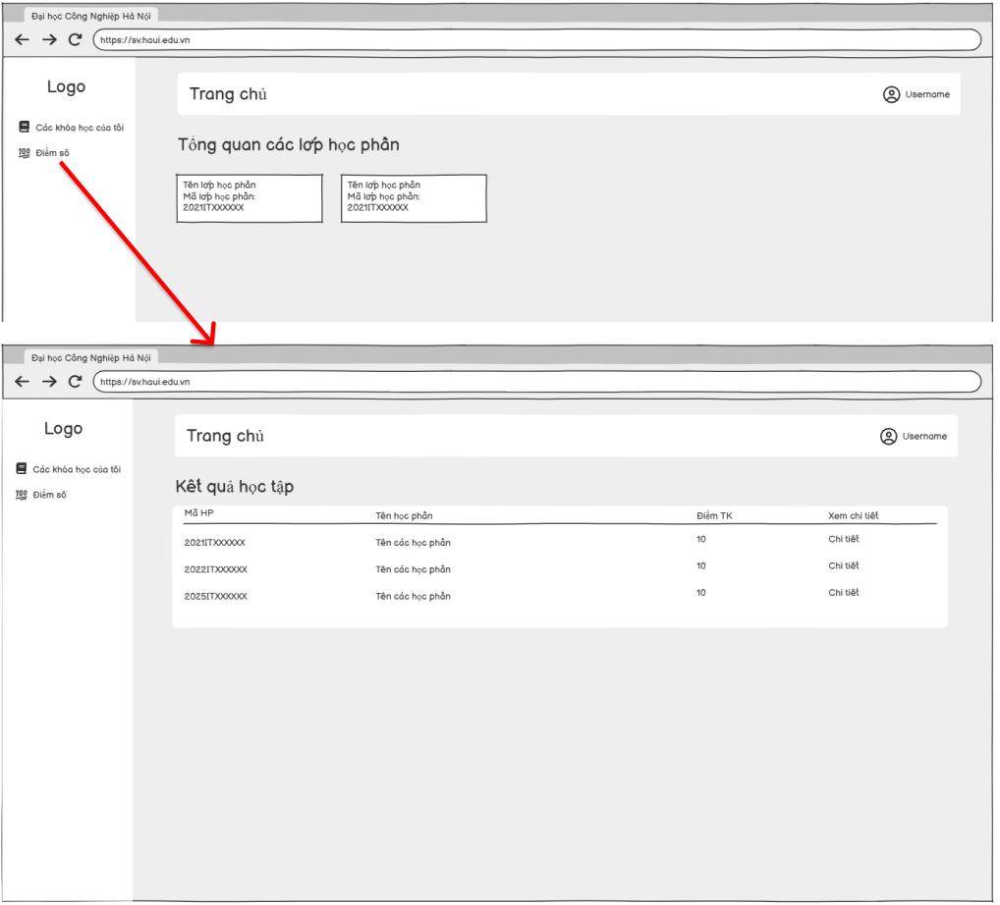 Đại học Công Nghiệp Hà Nội
https://sv.haui.edu.vn
Logo
Các khóa học của tôi
Điểm số
Trang chủ
Username
Tổng quan các lớp học phần
Tên lớp học phần
Mã lớp học phần:
2021ITXXXXXX
Tên lớp học phần
Mã lớp học phần:
2021ITXXXXXX
Đại học Công Nghiệp Hà Nội
https://sv.haui.edu.vn
Logo
Các khóa học của tôi
Điểm số
Trang chủ
Username
Kết quả học tập
Mã HP Tên học phần Điểm TK Xem chi tiết
2021ITXXXXXX Tên các học phần 10 Chi tiết
2022ITXXXXXX Tên các học phần 10 Chi tiết
2025ITXXXXXX Tên các học phần 10 Chi tiết